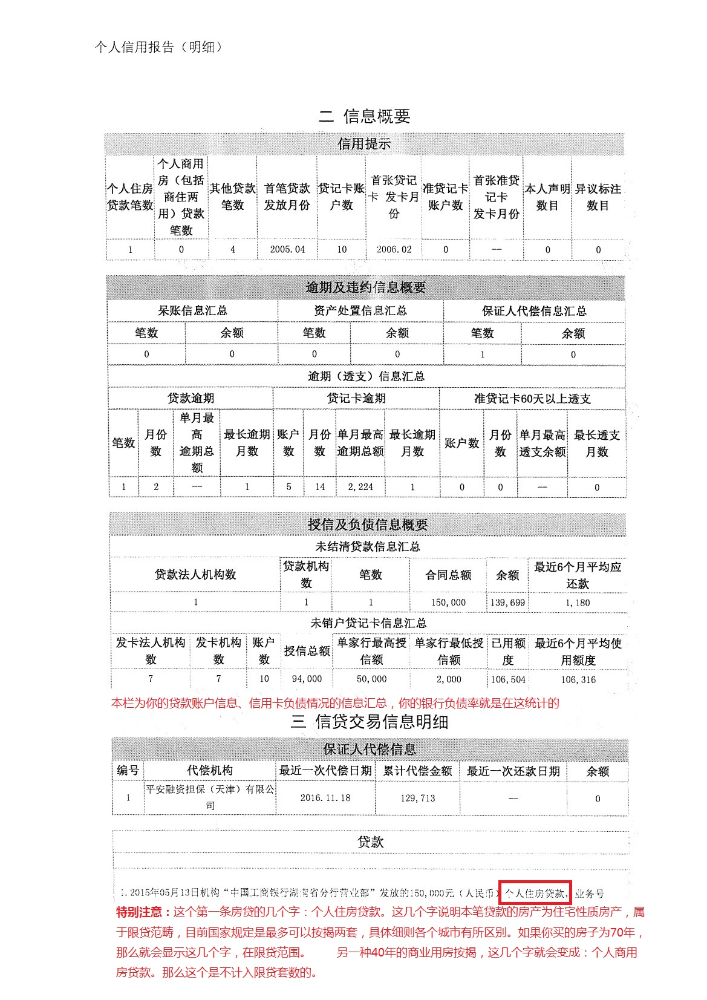 个人信用报告（明细）
二 信息概要
信用提示
个人住房贷款笔数 个人商用房（包括商住两用）贷款笔数 其他贷款笔数 首笔贷款发放月份 贷记卡账户数 首张贷记卡 发卡月份 准贷记卡账户数 首张准贷记卡发卡月份 本人声明数目 异议标注数目
1 0 4 2005.04 10 2006.02 0 -- 0 0
逾期及违约信息概要
呆账信息汇总 资产处置信息汇总 保证人代偿信息汇总
笔数 余额 笔数 余额 笔数 余额
0 0 0 0 1 0
逾期（透支）信息汇总
贷款逾期 贷记卡逾期 准贷记卡60天以上透支
笔数 月份数 单月最高逾期总额 最长逾期月数 账户数 月份数 单月最高逾期总额 最长逾期月数 账户数 月份数 单月最高透支余额 最长透支月数
1 2 -- 1 5 14 2,224 1 0 0 -- 0
授信及负债信息概要
未结清贷款信息汇总
贷款法人机构数 贷款机构数 笔数 合同总额 余额 最近6个月平均应还款
1 1 1 150,000 139,699 1,180
未销户贷记卡信息汇总
发卡法人机构数 发卡机构数 账户数 授信总额 单家行最高授信额 单家行最低授信额 已用额度 最近6个月平均使用额度
7 7 10 94,000 50,000 2,000 106,504 106,316
本栏为你的贷款账户信息、信用卡负债情况的信息汇总，你的银行负债率就是在这统计的
三 信贷交易信息明细
保证人代偿信息
编号 代偿机构 最近一次代偿日期 累计代偿金额 最近一次还款日期 余额
1 平安融资担保（天津）有限公司 2016.11.18 129,713 -- 0
贷款
1.2015年05月13日机构“中国工商银行湖南省分行营业部”发放的150,000元（人民币）个人住房贷款，业务号
特别注意：这个第一条房贷的几个字：个人住房贷款。这几个字说明本笔贷款的房产为住宅性质房产，属
于限贷范畴，目前国家规定是最多可以按揭两套，具体细则各个城市有所区别。如果你买的房子为70年，
那么就会显示这几个字，在限贷范围。 另一种40年的商业用房按揭，这几个字就会变成：个人商用
房贷款。那么这个是不计入限贷套数的。